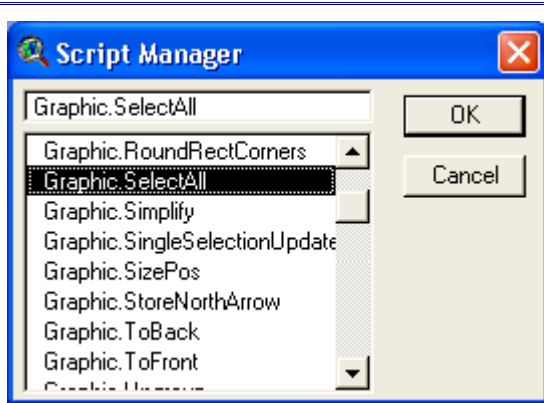 Script Manager
Graphic.SelectAll
OK
Graphic.RoundRectCorners
Graphic.SelectAll
Cancel
Graphic.Simplify
Graphic.SingleSelectionUpdate
Graphic.SizePos
Graphic.StoreNorthArrow
Graphic.ToBack
Graphic.ToFront